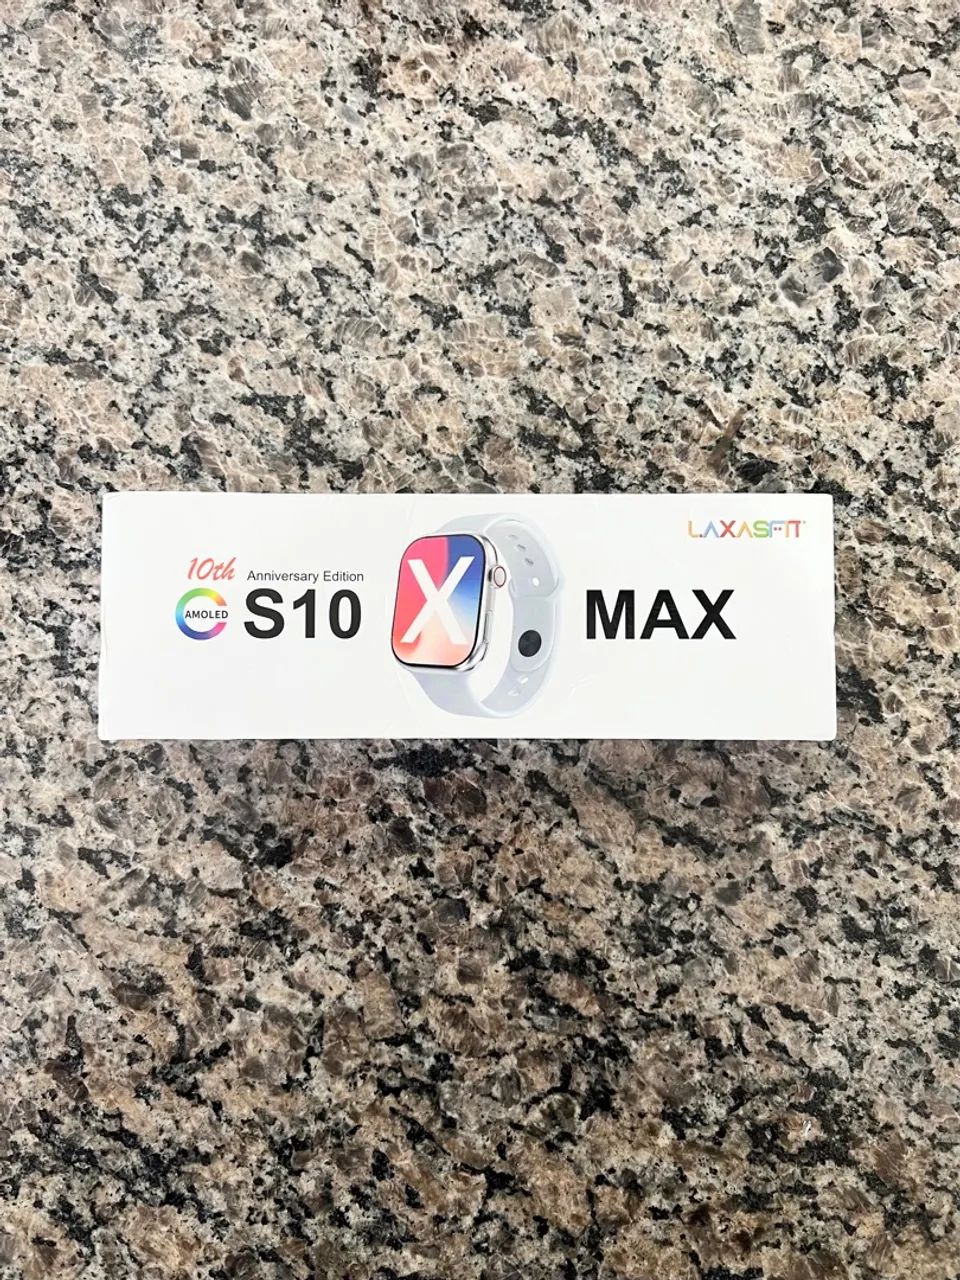 LAXASFIT
10th Anniversary Edition
AMOLED S10
X
MAX